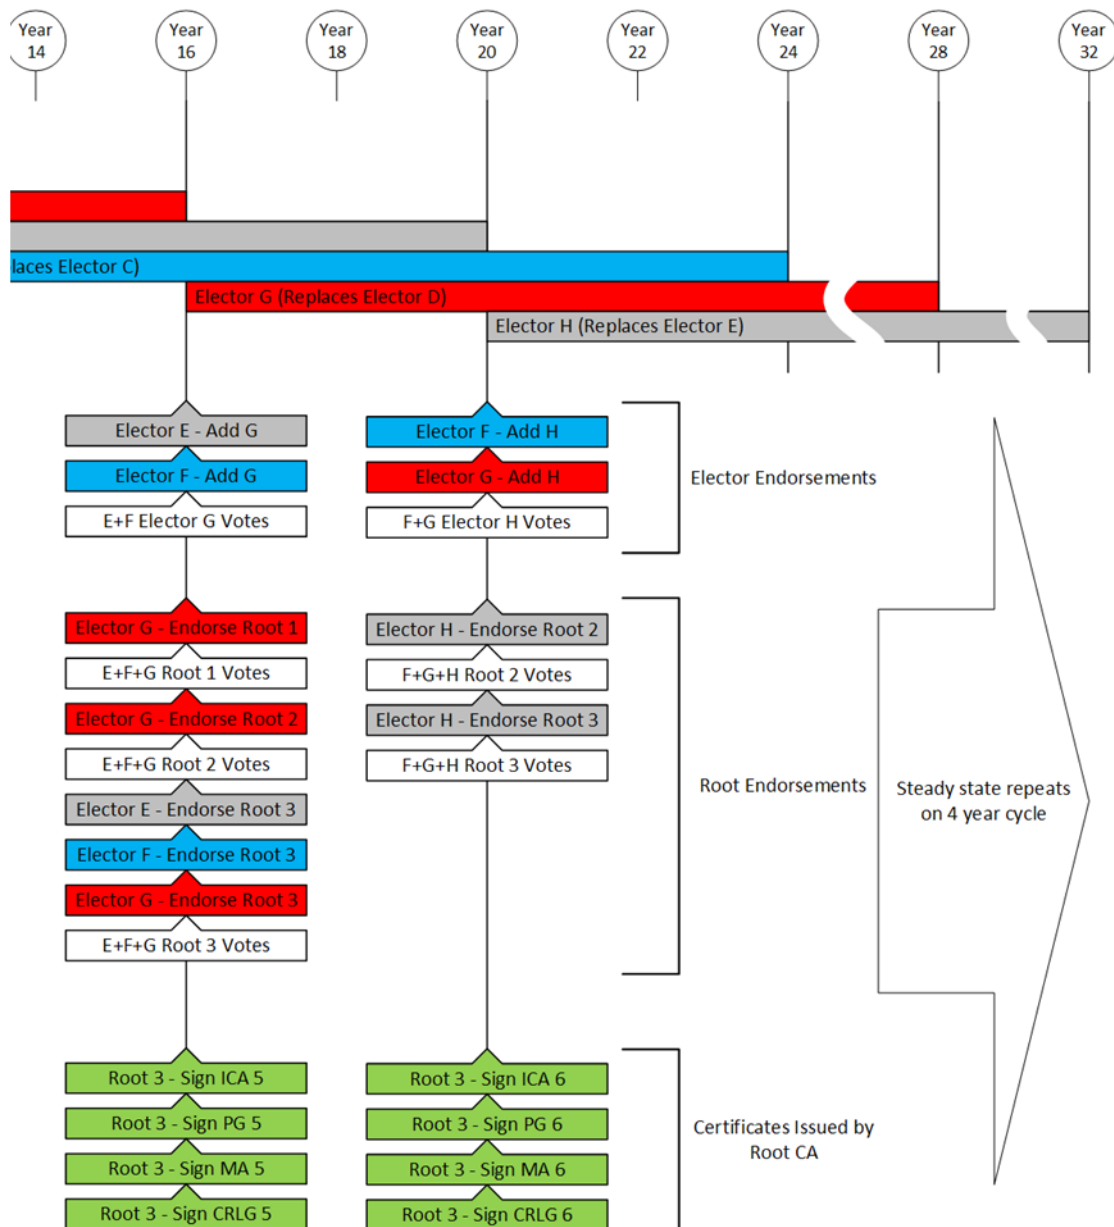 Year
14
Year
16
Year
18
Year
20
Year
22
Year
24
Year
28
Year
32
laces Elector C)
Elector G (Replaces Elector D)
Elector H (Replaces Elector E)
Elector E - Add G
Elector F - Add G
E+F Elector G Votes
Elector F - Add H
Elector G - Add H
F+G Elector H Votes
Elector Endorsements
Elector G - Endorse Root 1
E+F+G Root 1 Votes
Elector G - Endorse Root 2
E+F+G Root 2 Votes
Elector E - Endorse Root 3
Elector F - Endorse Root 3
Elector G - Endorse Root 3
E+F+G Root 3 Votes
Elector H - Endorse Root 2
F+G+H Root 2 Votes
Elector H - Endorse Root 3
F+G+H Root 3 Votes
Root Endorsements
Steady state repeats
on 4 year cycle
Root 3 - Sign ICA 5
Root 3 - Sign PG 5
Root 3 - Sign MA 5
Root 3 - Sign CRLG 5
Root 3 - Sign ICA 6
Root 3 - Sign PG 6
Root 3 - Sign MA 6
Root 3 - Sign CRLG 6
Certificates Issued by
Root CA